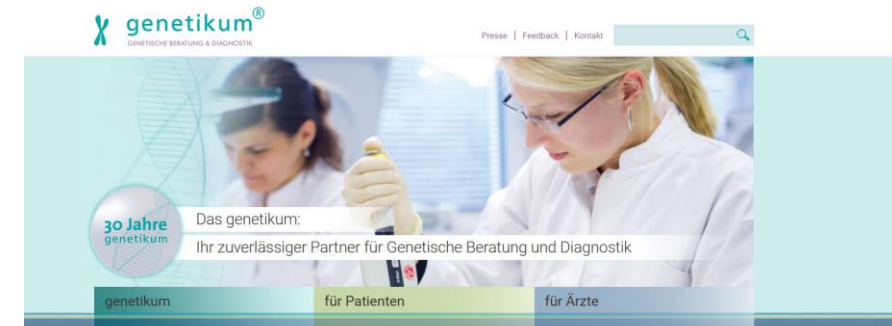 genetikum®
GENETISCHE BERATUNG & DIAGNOSTIK
Presse | Feedback | Kontakt
30 Jahre
genetikum
Das genetikum:
Ihr zuverlässiger Partner für Genetische Beratung und Diagnostik
genetikum
für Patienten
für Ärzte